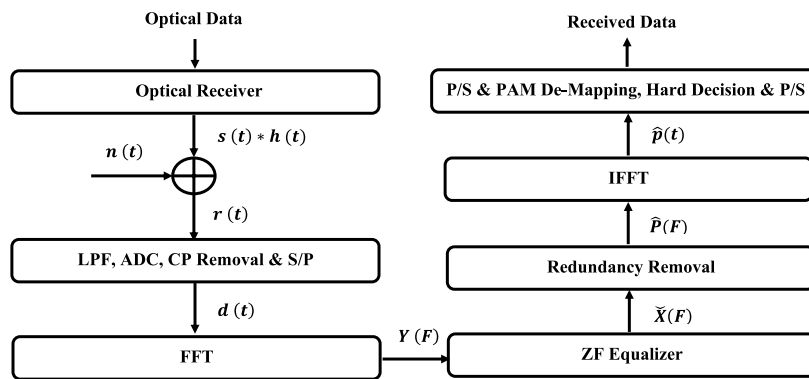 Optical Data
Optical Receiver
s (t) * h (t)
n (t)
r (t)
LPF, ADC, CP Removal & S/P
d (t)
FFT
Y (F)
ZF Equalizer
X̆(F)
Redundancy Removal
P̂(F)
IFFT
p̂(t)
P/S & PAM De-Mapping, Hard Decision & P/S
Received Data